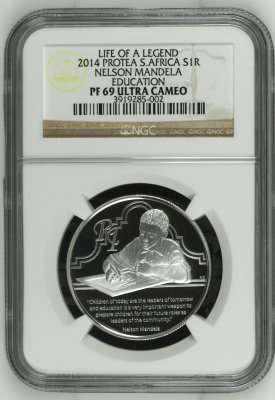 LIFE OF A LEGEND
2014 PROTEA S.AFRICA S1R
NELSON MANDELA
EDUCATION
PF 69 ULTRA CAMEO
3919285-002
NGC
R1
"Children of today are the leaders of tomorrow
and education is a very important weapon to
prepare children for their future roles as
leaders of the community."
Nelson Mandela